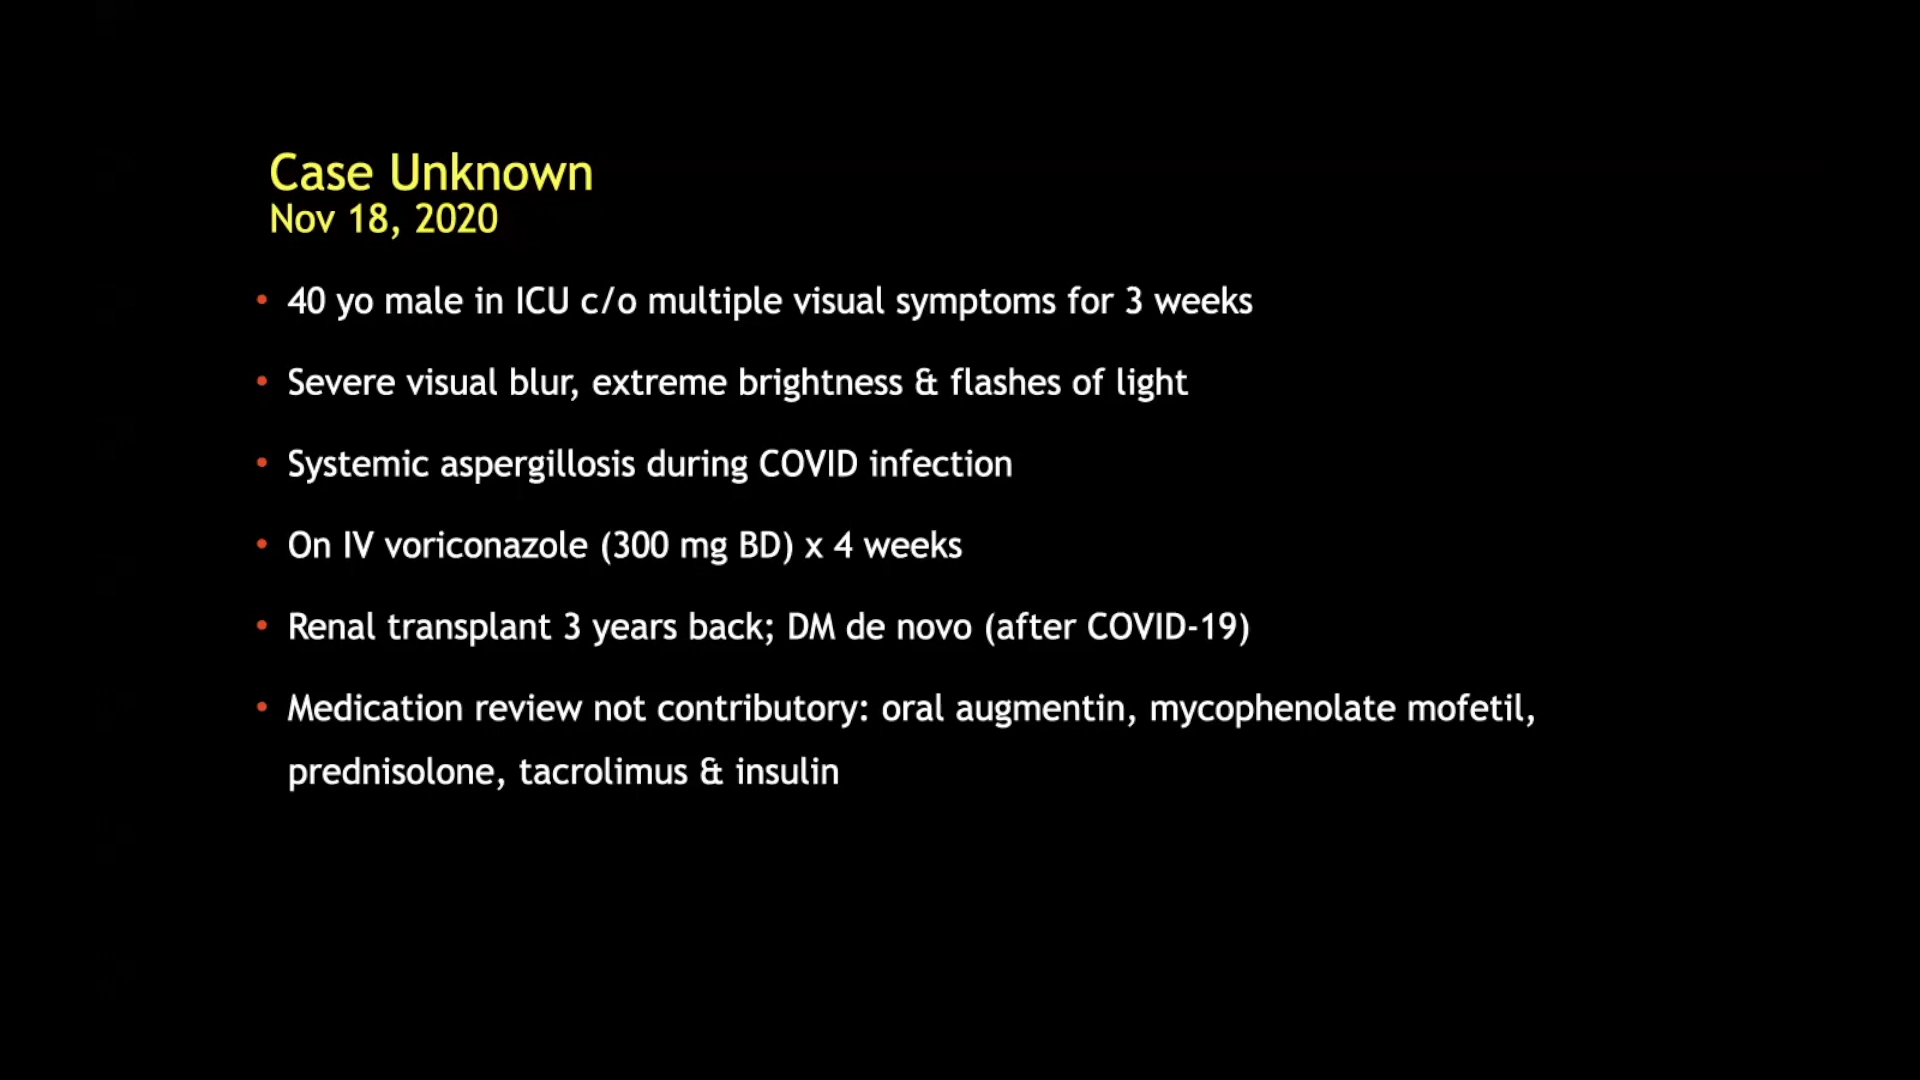 Case Unknown
Nov 18, 2020
• 40 yo male in ICU c/o multiple visual symptoms for 3 weeks
• Severe visual blur, extreme brightness & flashes of light
• Systemic aspergillosis during COVID infection
• On IV voriconazole (300 mg BD) x 4 weeks
• Renal transplant 3 years back; DM de novo (after COVID-19)
• Medication review not contributory: oral augmentin, mycophenolate mofetil,
prednisolone, tacrolimus & insulin